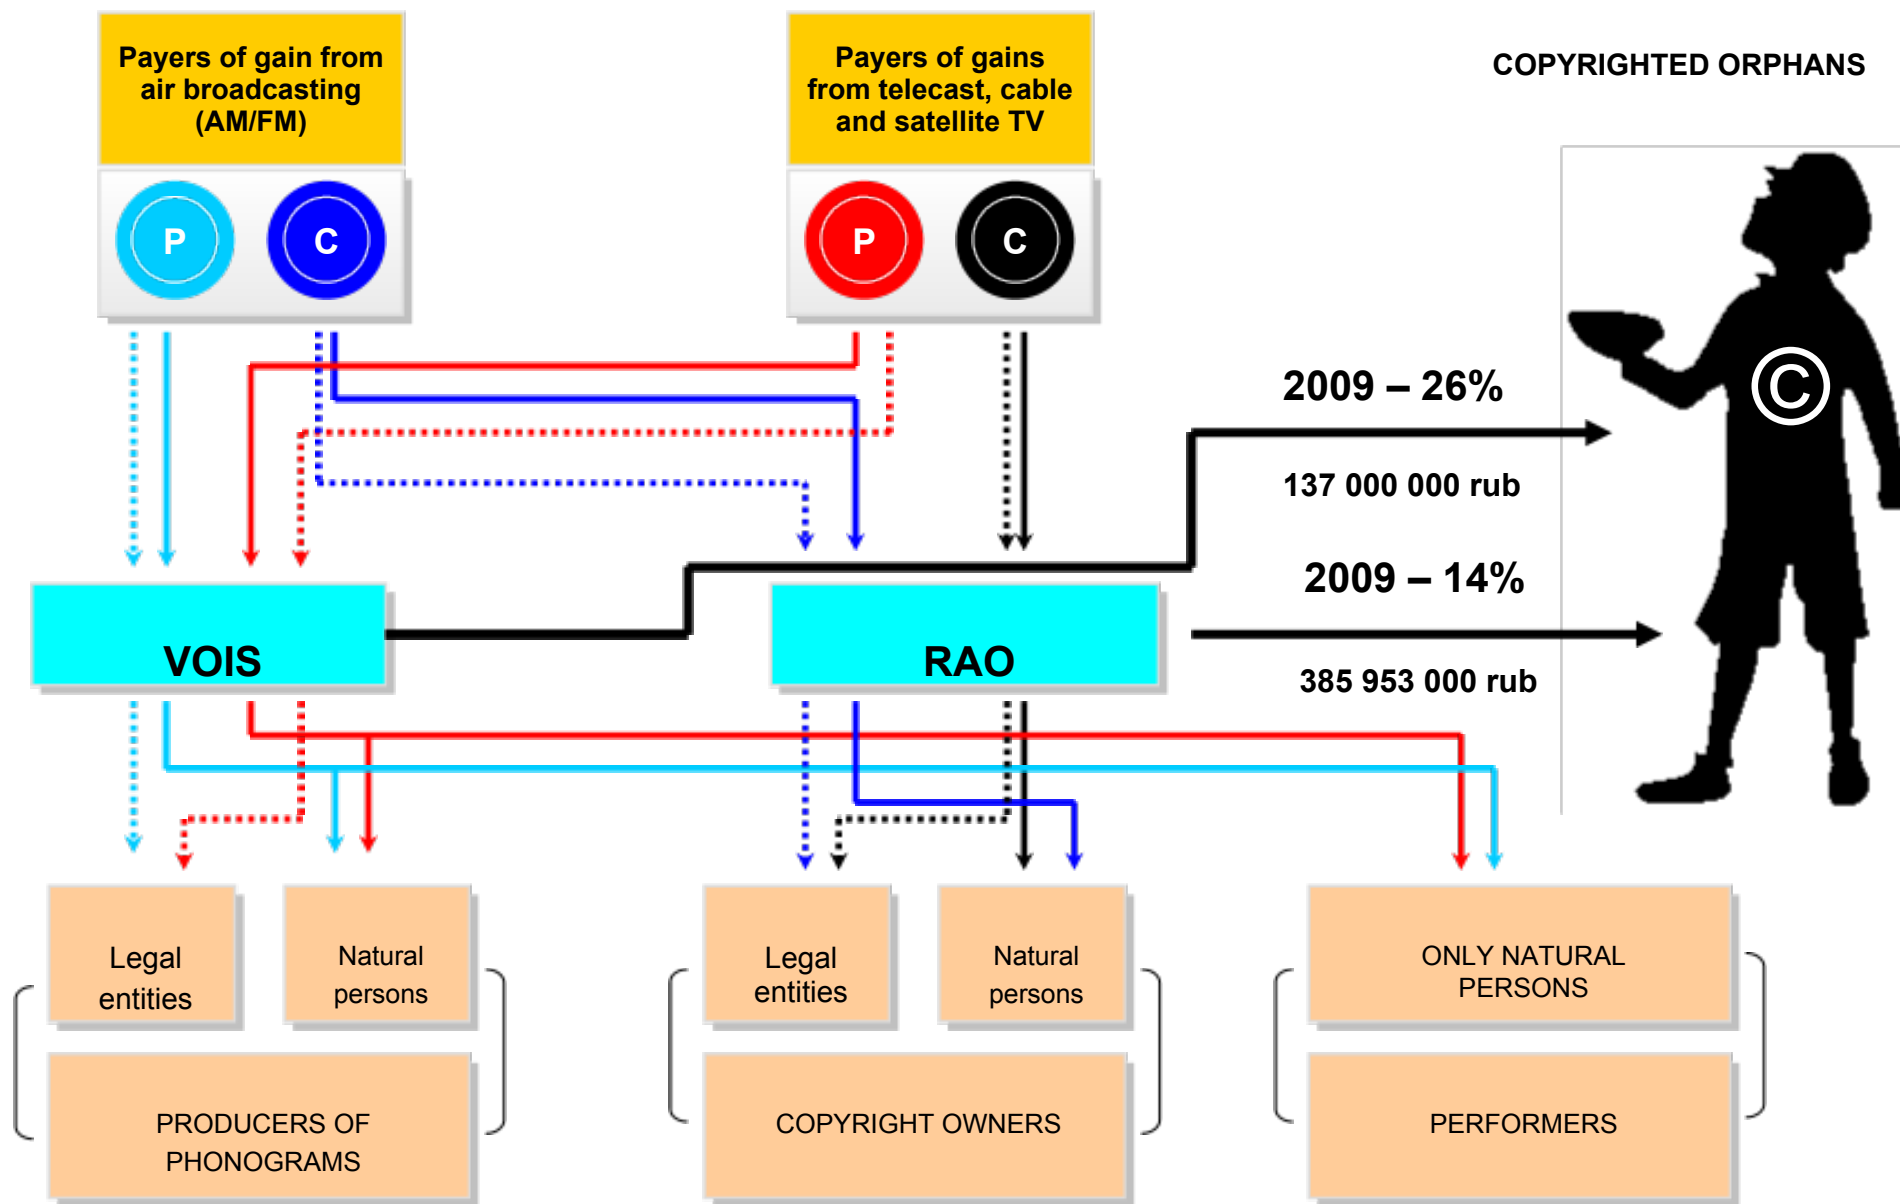 Payers of gain from
air broadcasting
(AM/FM)
Payers of gains
from telecast, cable
and satellite TV
COPYRIGHTED ORPHANS
P
C
P
C
©
2009 – 26%
137 000 000 rub
2009 – 14%
385 953 000 rub
VOIS
RAO
Legal
entities
Natural
persons
Legal
entities
Natural
persons
ONLY NATURAL
PERSONS
PRODUCERS OF
PHONOGRAMS
COPYRIGHT OWNERS
PERFORMERS